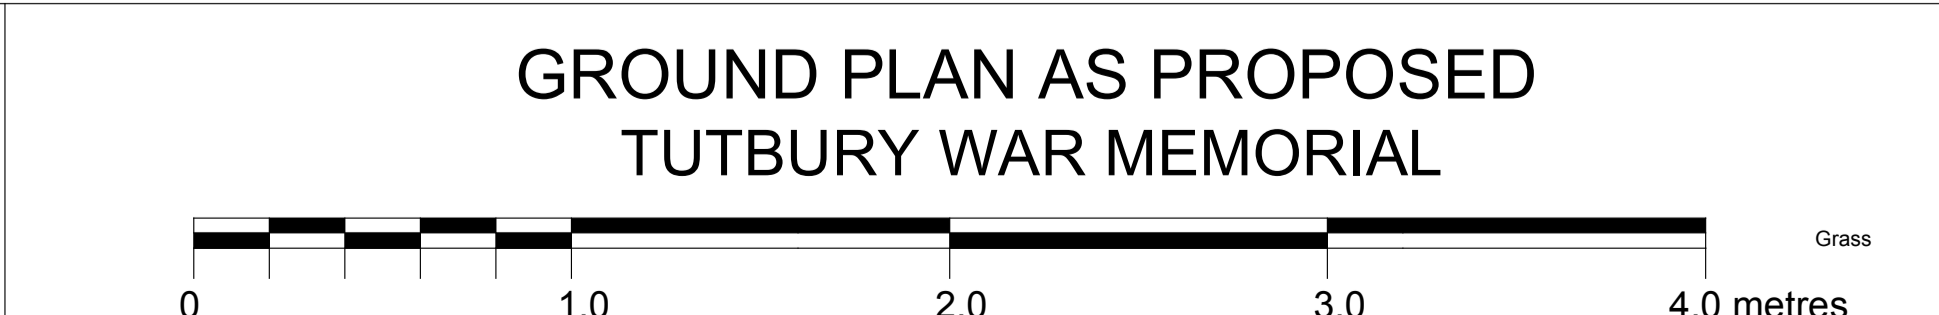 GROUND PLAN AS PROPOSED
TUTBURY WAR MEMORIAL
Grass
0 1.0 2.0 3.0 4.0 metres